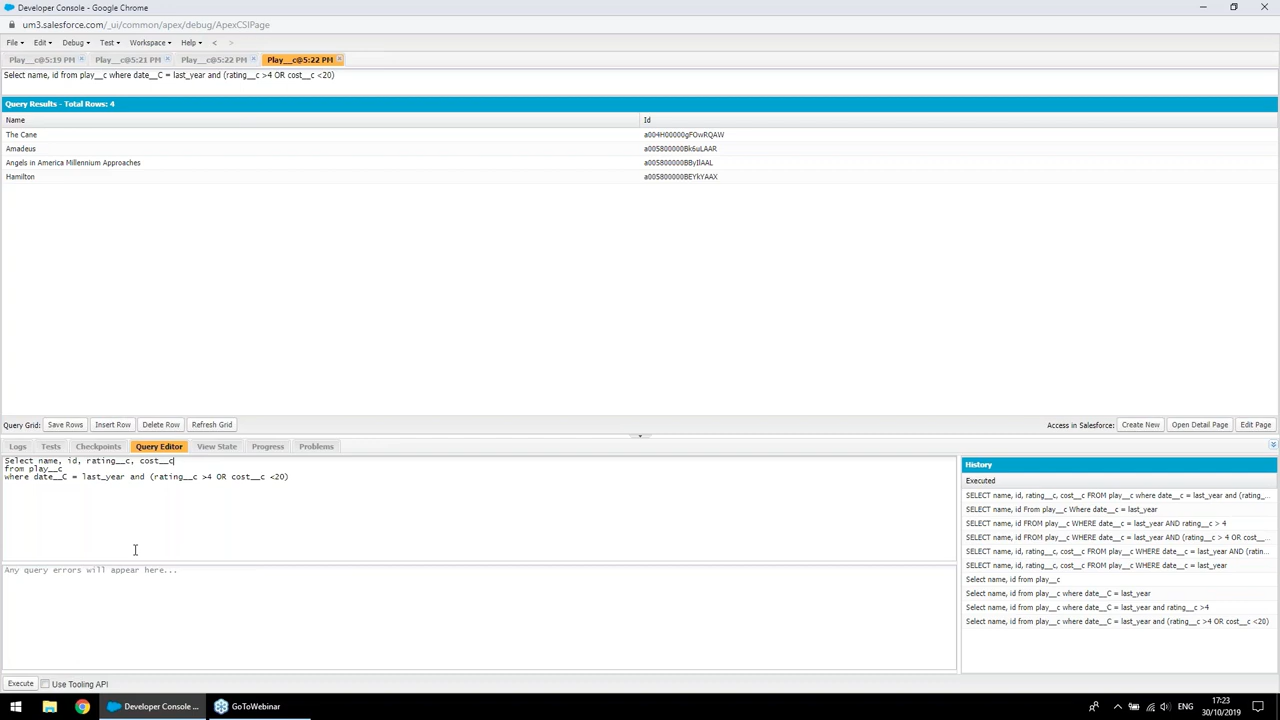 Developer Console - Google Chrome
um3.salesforce.com/_ui/common/apex/debug/ApexCSIPage
File Edit Debug Test Workspace Help < >
Play__c@5:19 PM Play__c@5:21 PM Play__c@5:22 PM Play__c@5:22 PM
Select name, id from play__c where date__C = last_year and (rating__c >4 OR cost__c <20)
Query Results - Total Rows: 4
Name Id
The Cane a004H00000gFOwRQAW
Amadeus a005800000Bk6uLAAR
Angels in America Millennium Approaches a005800000BByIlAAL
Hamilton a005800000BEYkYAAX
Query Grid: Save Rows Insert Row Delete Row Refresh Grid Access in Salesforce: Create New Open Detail Page Edit Page
Logs Tests Checkpoints Query Editor View State Progress Problems
Select name, id, rating__c, cost__c
from play__c
where date__C = last_year and (rating__c >4 OR cost__c <20)
Any query errors will appear here...
History
Executed
SELECT name, id, rating__c, cost__c FROM play__c where date__c = last_year and (rating_...
SELECT name, id From play__c Where date__c = last_year
SELECT name, id FROM play__c WHERE date__c = last_year AND rating__c > 4
SELECT name, id FROM play__c WHERE date__c = last_year AND (rating__c > 4 OR cost...
SELECT name, id, rating__c, cost__c FROM play__c WHERE date__c = last_year AND (ratin...
SELECT name, id, rating__c, cost__c FROM play__c WHERE date__c = last_year
Select name, id from play__c
Select name, id from play__c where date__C = last_year
Select name, id from play__c where date__C = last_year and rating__c >4
Select name, id from play__c where date__C = last_year and (rating__c >4 OR cost__c <20)
Execute Use Tooling API
Developer Console ... GoToWebinar
ENG
17:23
30/10/2019